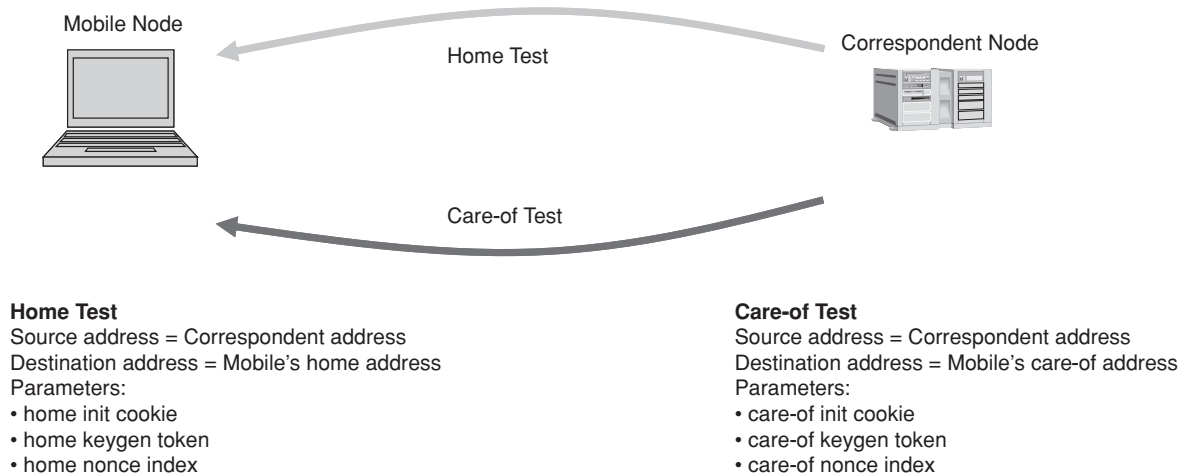 Mobile Node
Home Test
Correspondent Node
Care-of Test
Home Test
Source address = Correspondent address
Destination address = Mobile's home address
Parameters:
• home init cookie
• home keygen token
• home nonce index
Care-of Test
Source address = Correspondent address
Destination address = Mobile's care-of address
Parameters:
• care-of init cookie
• care-of keygen token
• care-of nonce index